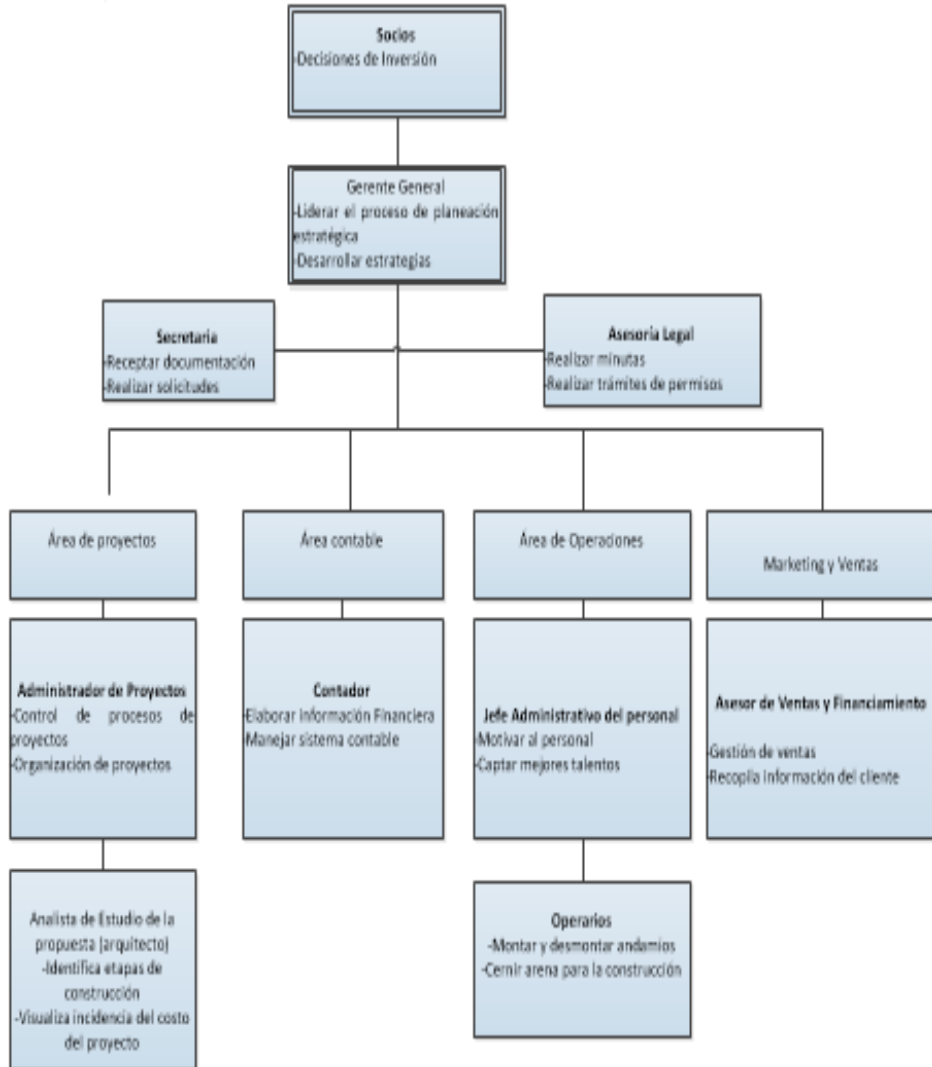 Socios
-Decisiones de Inversión
Gerente General
-Liderar el proceso de planeación
estratégica
-Desarrollar estrategias
Secretaria
-Receptar documentación
-Realizar solicitudes
Asesoría Legal
-Realizar minutas
-Realizar trámites de permisos
Área de proyectos
Área contable
Área de Operaciones
Marketing y Ventas
Administrador de Proyectos
-Control de procesos de
proyectos
-Organización de proyectos
Contador
-Elaborar Información Financiera
-Manejar sistema contable
Jefe Administrativo del personal
-Motivar al personal
-Captar mejores talentos
Asesor de Ventas y Financiamiento
-Gestión de ventas
-Recopila información del cliente
Analista de Estudio de la
propuesta (arquitecto)
-Identifica etapas de
construcción
-Visualiza incidencia del costo
del proyecto
Operarios
-Montar y desmontar andamios
-Cernir arena para la construcción